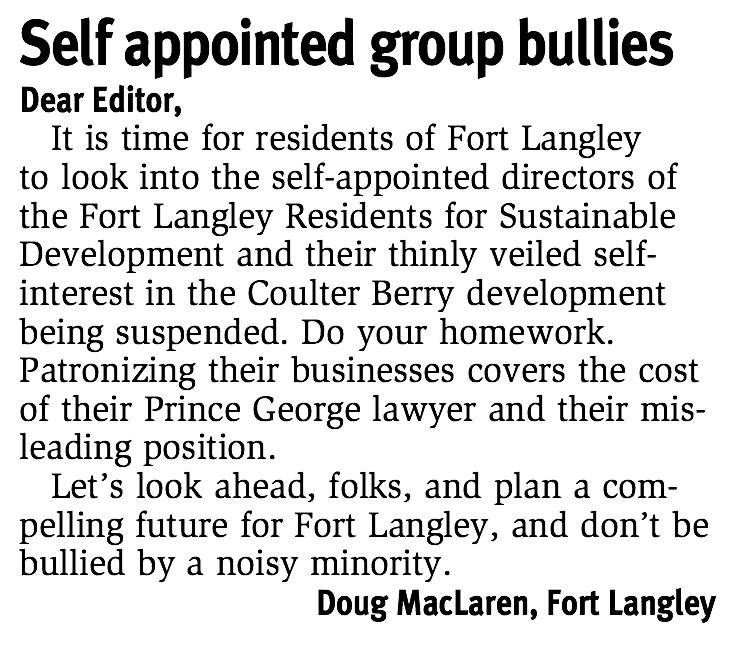 Self appointed group bullies
Dear Editor,
It is time for residents of Fort Langley
to look into the self-appointed directors of
the Fort Langley Residents for Sustainable
Development and their thinly veiled self-
interest in the Coulter Berry development
being suspended. Do your homework.
Patronizing their businesses covers the cost
of their Prince George lawyer and their mis-
leading position.
Let’s look ahead, folks, and plan a com-
pelling future for Fort Langley, and don’t be
bullied by a noisy minority.
Doug MacLaren, Fort Langley